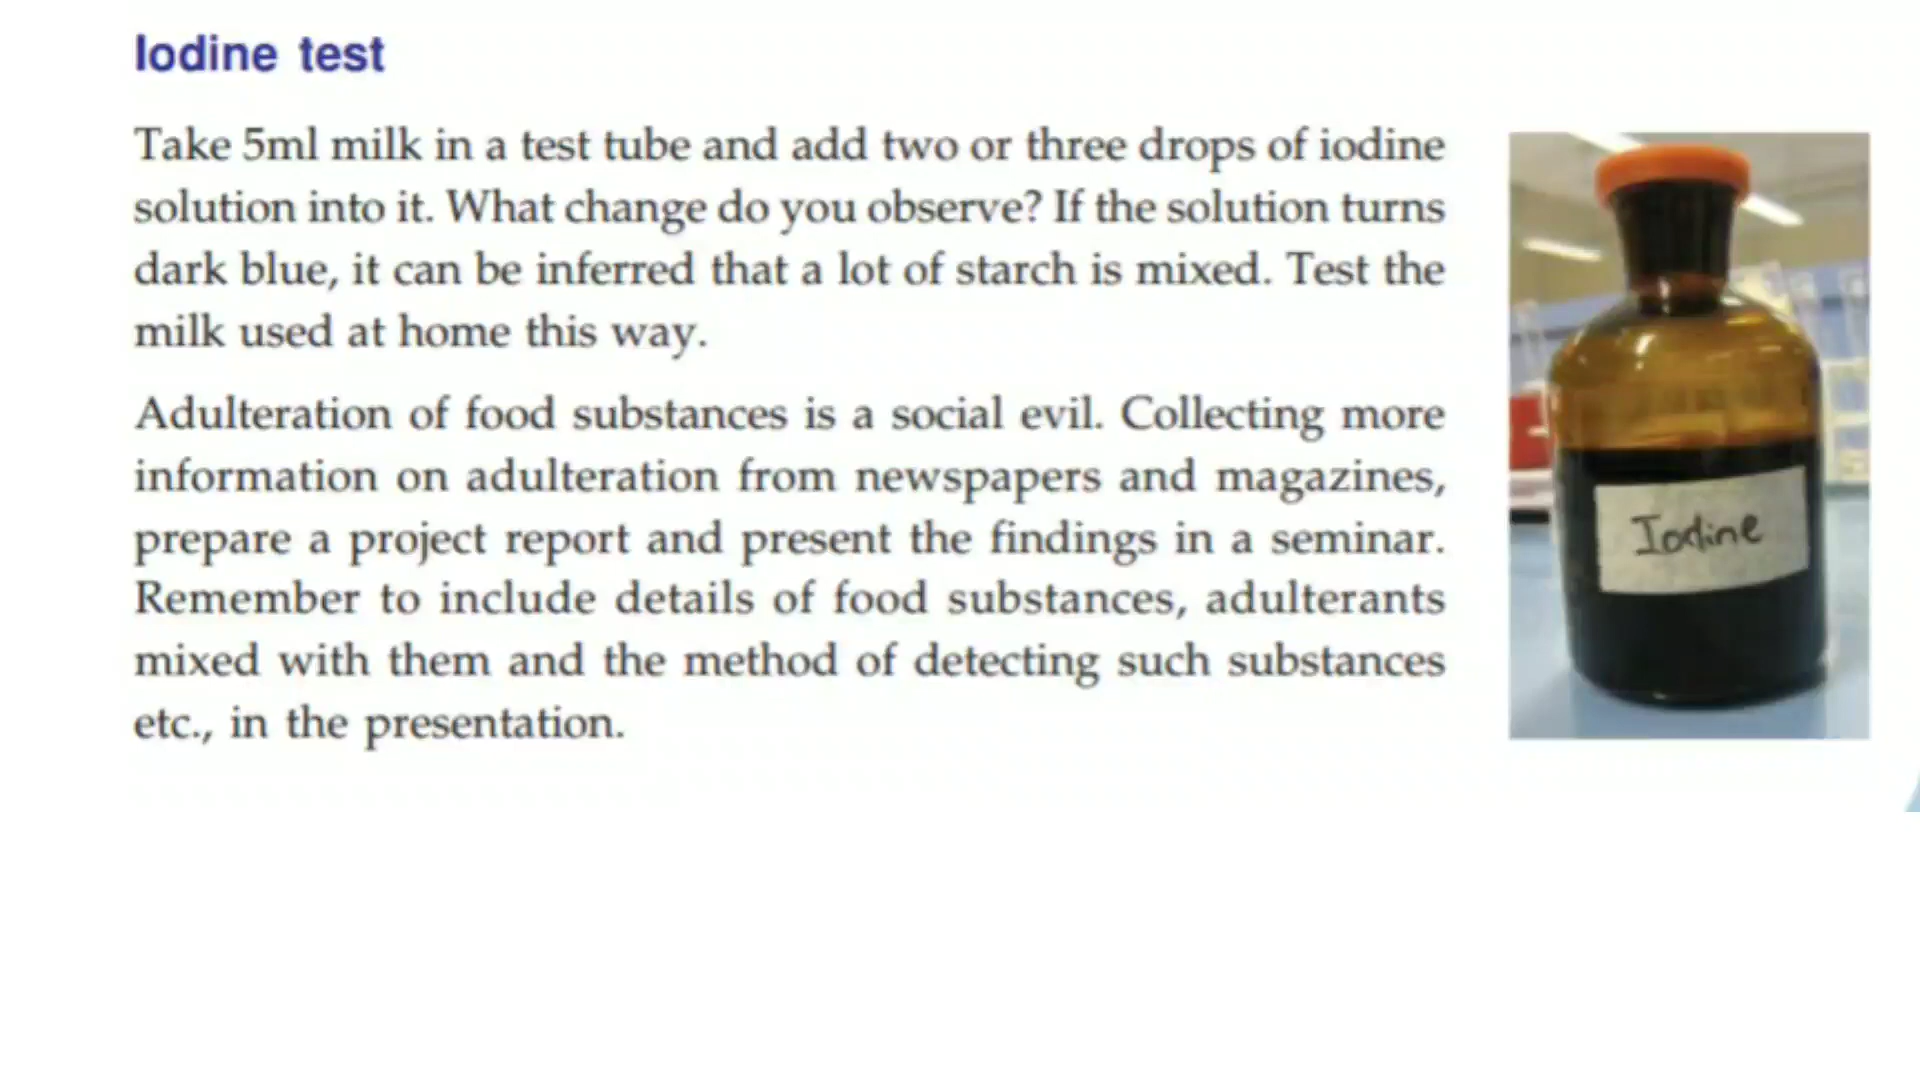 Iodine test
Take 5ml milk in a test tube and add two or three drops of iodine
solution into it. What change do you observe? If the solution turns
dark blue, it can be inferred that a lot of starch is mixed. Test the
milk used at home this way.
Adulteration of food substances is a social evil. Collecting more
information on adulteration from newspapers and magazines,
prepare a project report and present the findings in a seminar.
Remember to include details of food substances, adulterants
mixed with them and the method of detecting such substances
etc., in the presentation.
Iodine